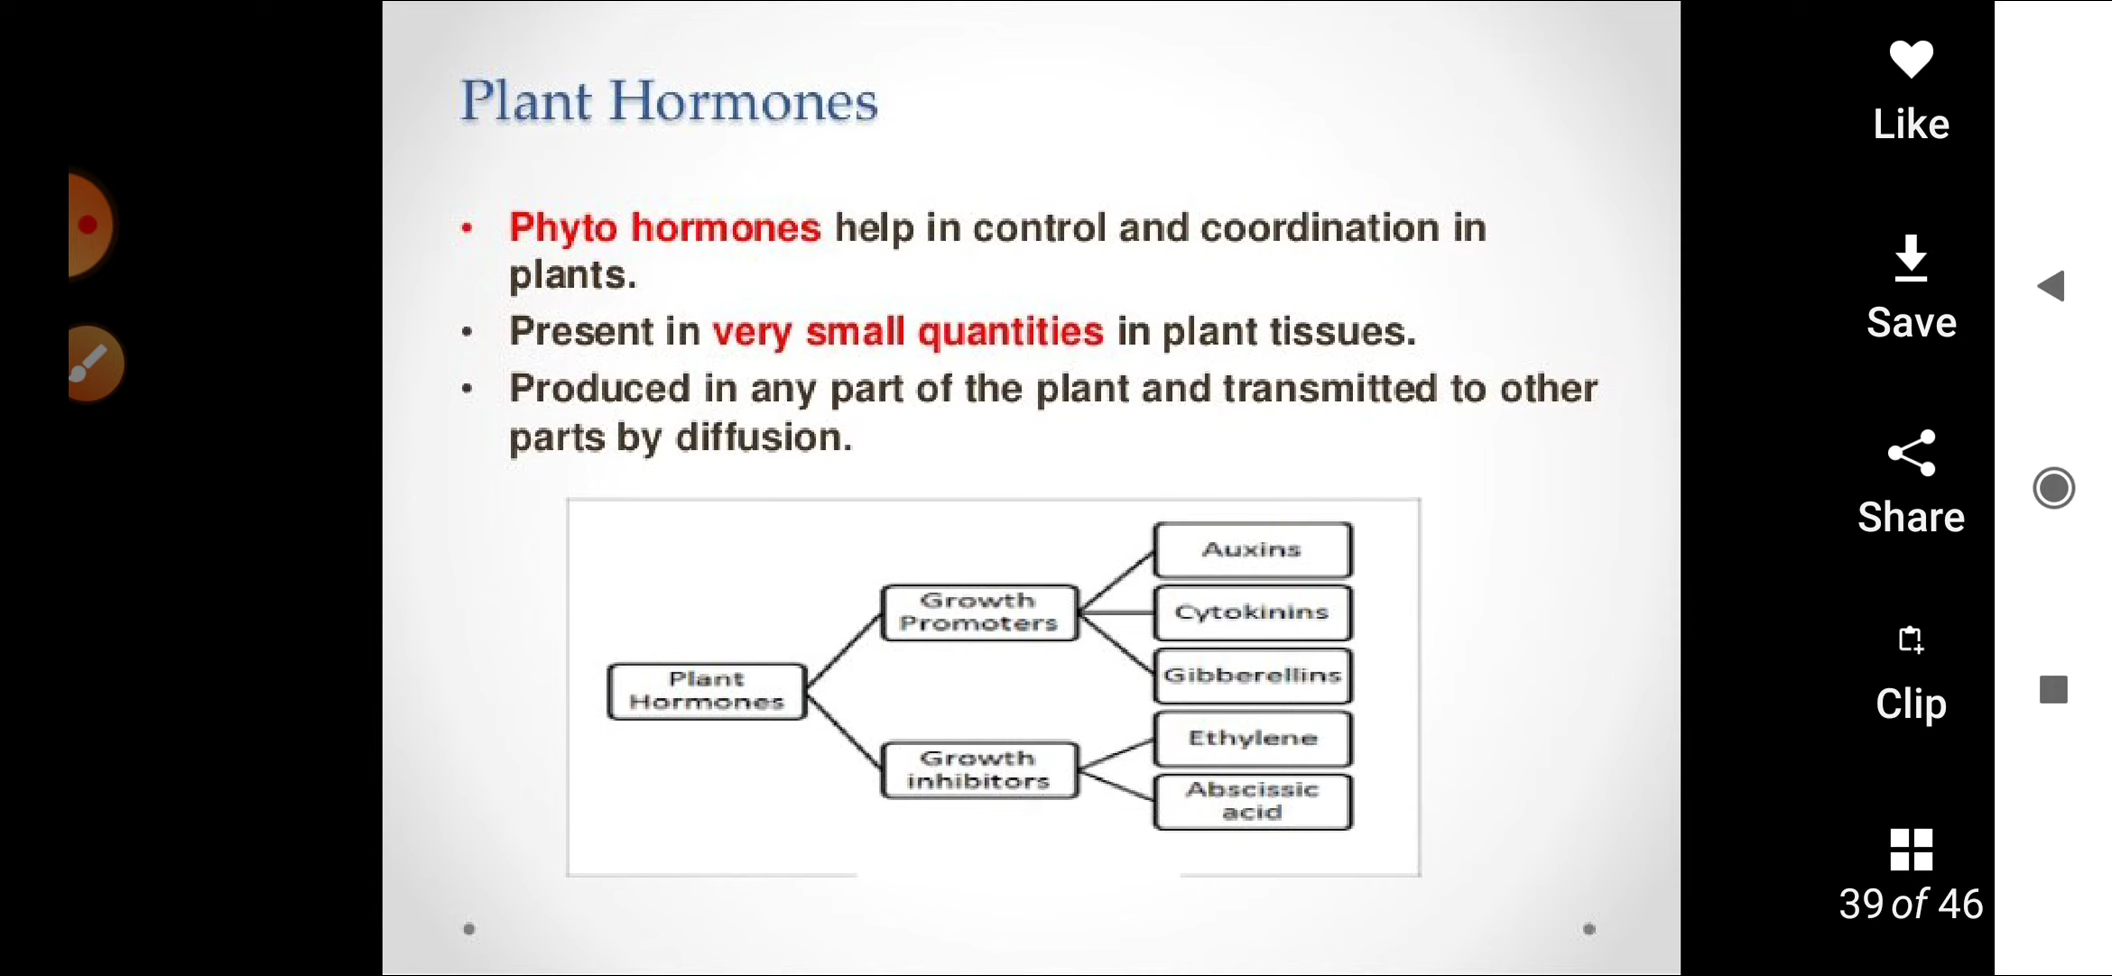 Plant Hormones
• Phyto hormones help in control and coordination in
plants.
• Present in very small quantities in plant tissues.
• Produced in any part of the plant and transmitted to other
parts by diffusion.
Auxins
Growth
Promoters
Cytokinins
Gibberellins
Plant
Hormones
Ethylene
Growth
inhibitors
Abscissic
acid
Like
Save
Share
Clip
39 of 46